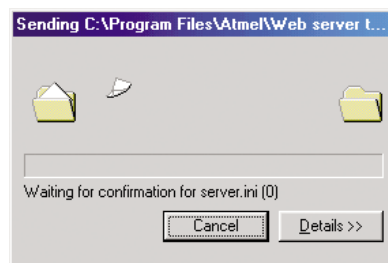 Sending C:\Program Files\Atmel\Web server t...
Waiting for confirmation for server.ini (0)
Cancel
Details >>